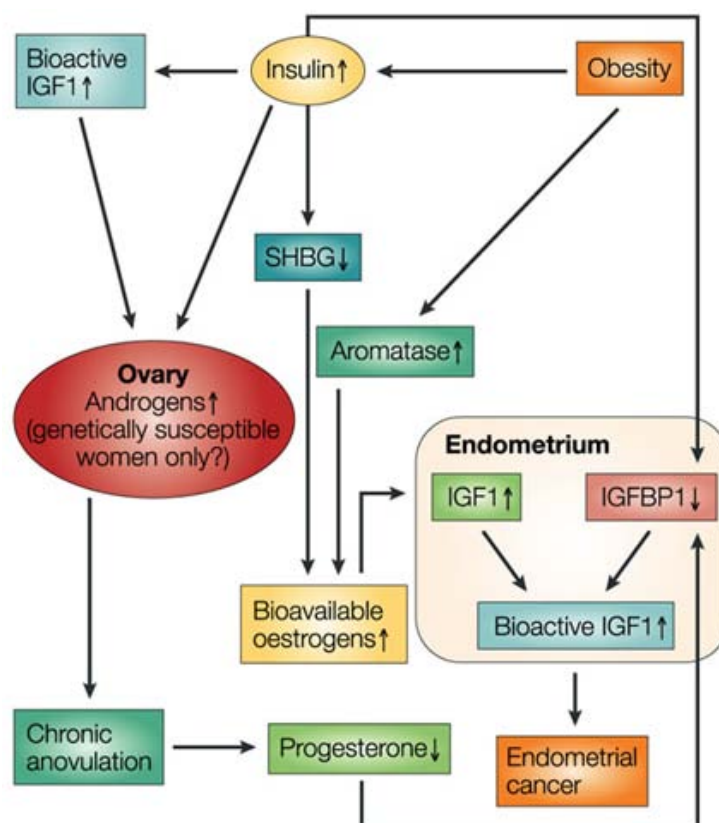 Bioactive
IGF1↑
Insulin↑
Obesity
SHBG↓
Aromatase↑
Ovary
Androgens↑
(genetically susceptible
women only?)
Endometrium
IGF1↑
IGFBP1↓
Bioavailable
oestrogens↑
Bioactive IGF1↑
Chronic
anovulation
Progesterone↓
Endometrial
cancer